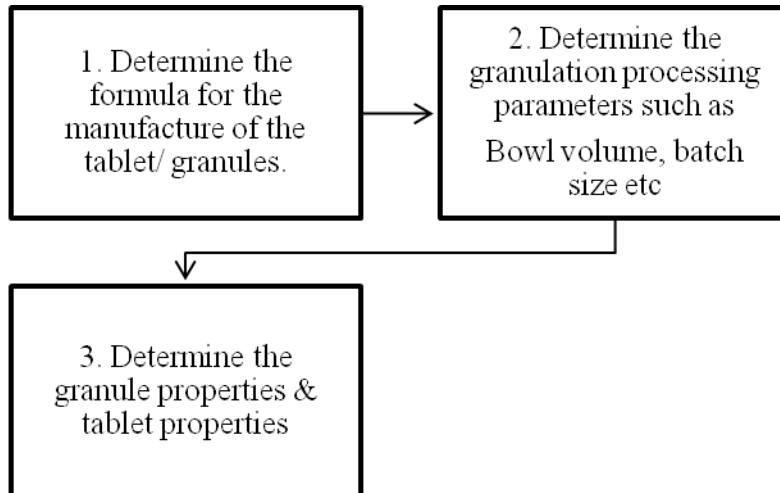 1. Determine the
formula for the
manufacture of the
tablet/ granules.
2. Determine the
granulation processing
parameters such as
Bowl volume, batch
size etc
3. Determine the
granule properties &
tablet properties